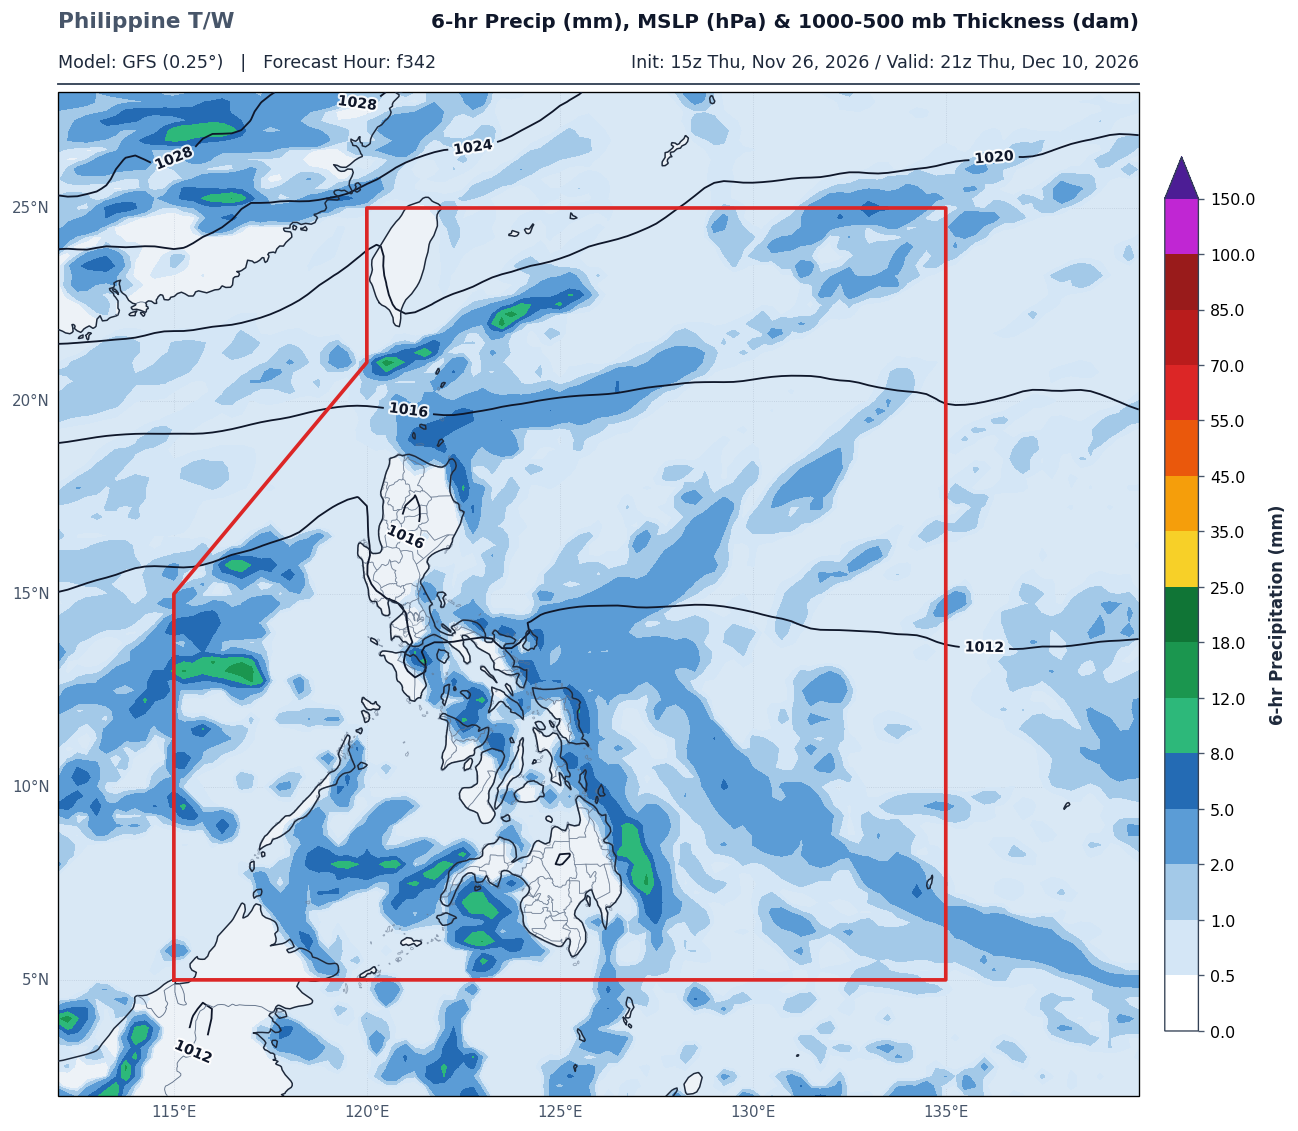 Philippine T/W
6-hr Precip (mm), MSLP (hPa) & 1000-500 mb Thickness (dam)
Model: GFS (0.25°) | Forecast Hour: f342
Init: 15z Thu, Nov 26, 2026 / Valid: 21z Thu, Dec 10, 2026
1028
1028
1024
1020
1016
1016
1012
1012
25°N
20°N
15°N
10°N
5°N
115°E
120°E
125°E
130°E
135°E
150.0
100.0
85.0
70.0
55.0
45.0
35.0
25.0
18.0
12.0
8.0
5.0
2.0
1.0
0.5
0.0
6-hr Precipitation (mm)